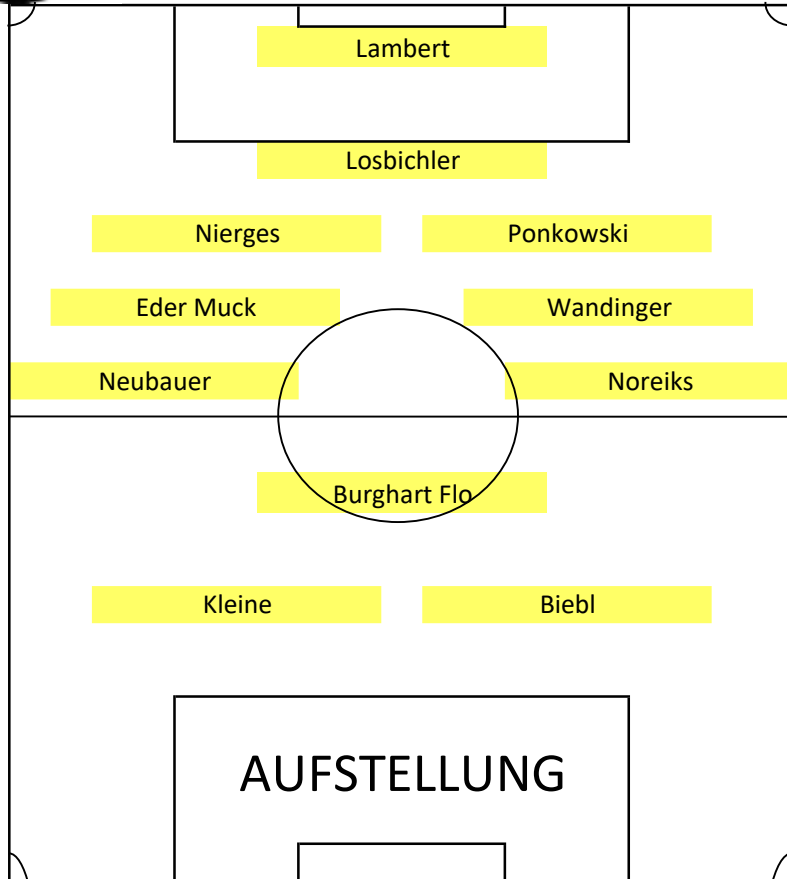 Lambert
Losbichler
Nierges
Ponkowski
Eder Muck
Wandinger
Neubauer
Noreiks
Burghart Flo
Kleine
Biebl
AUFSTELLUNG